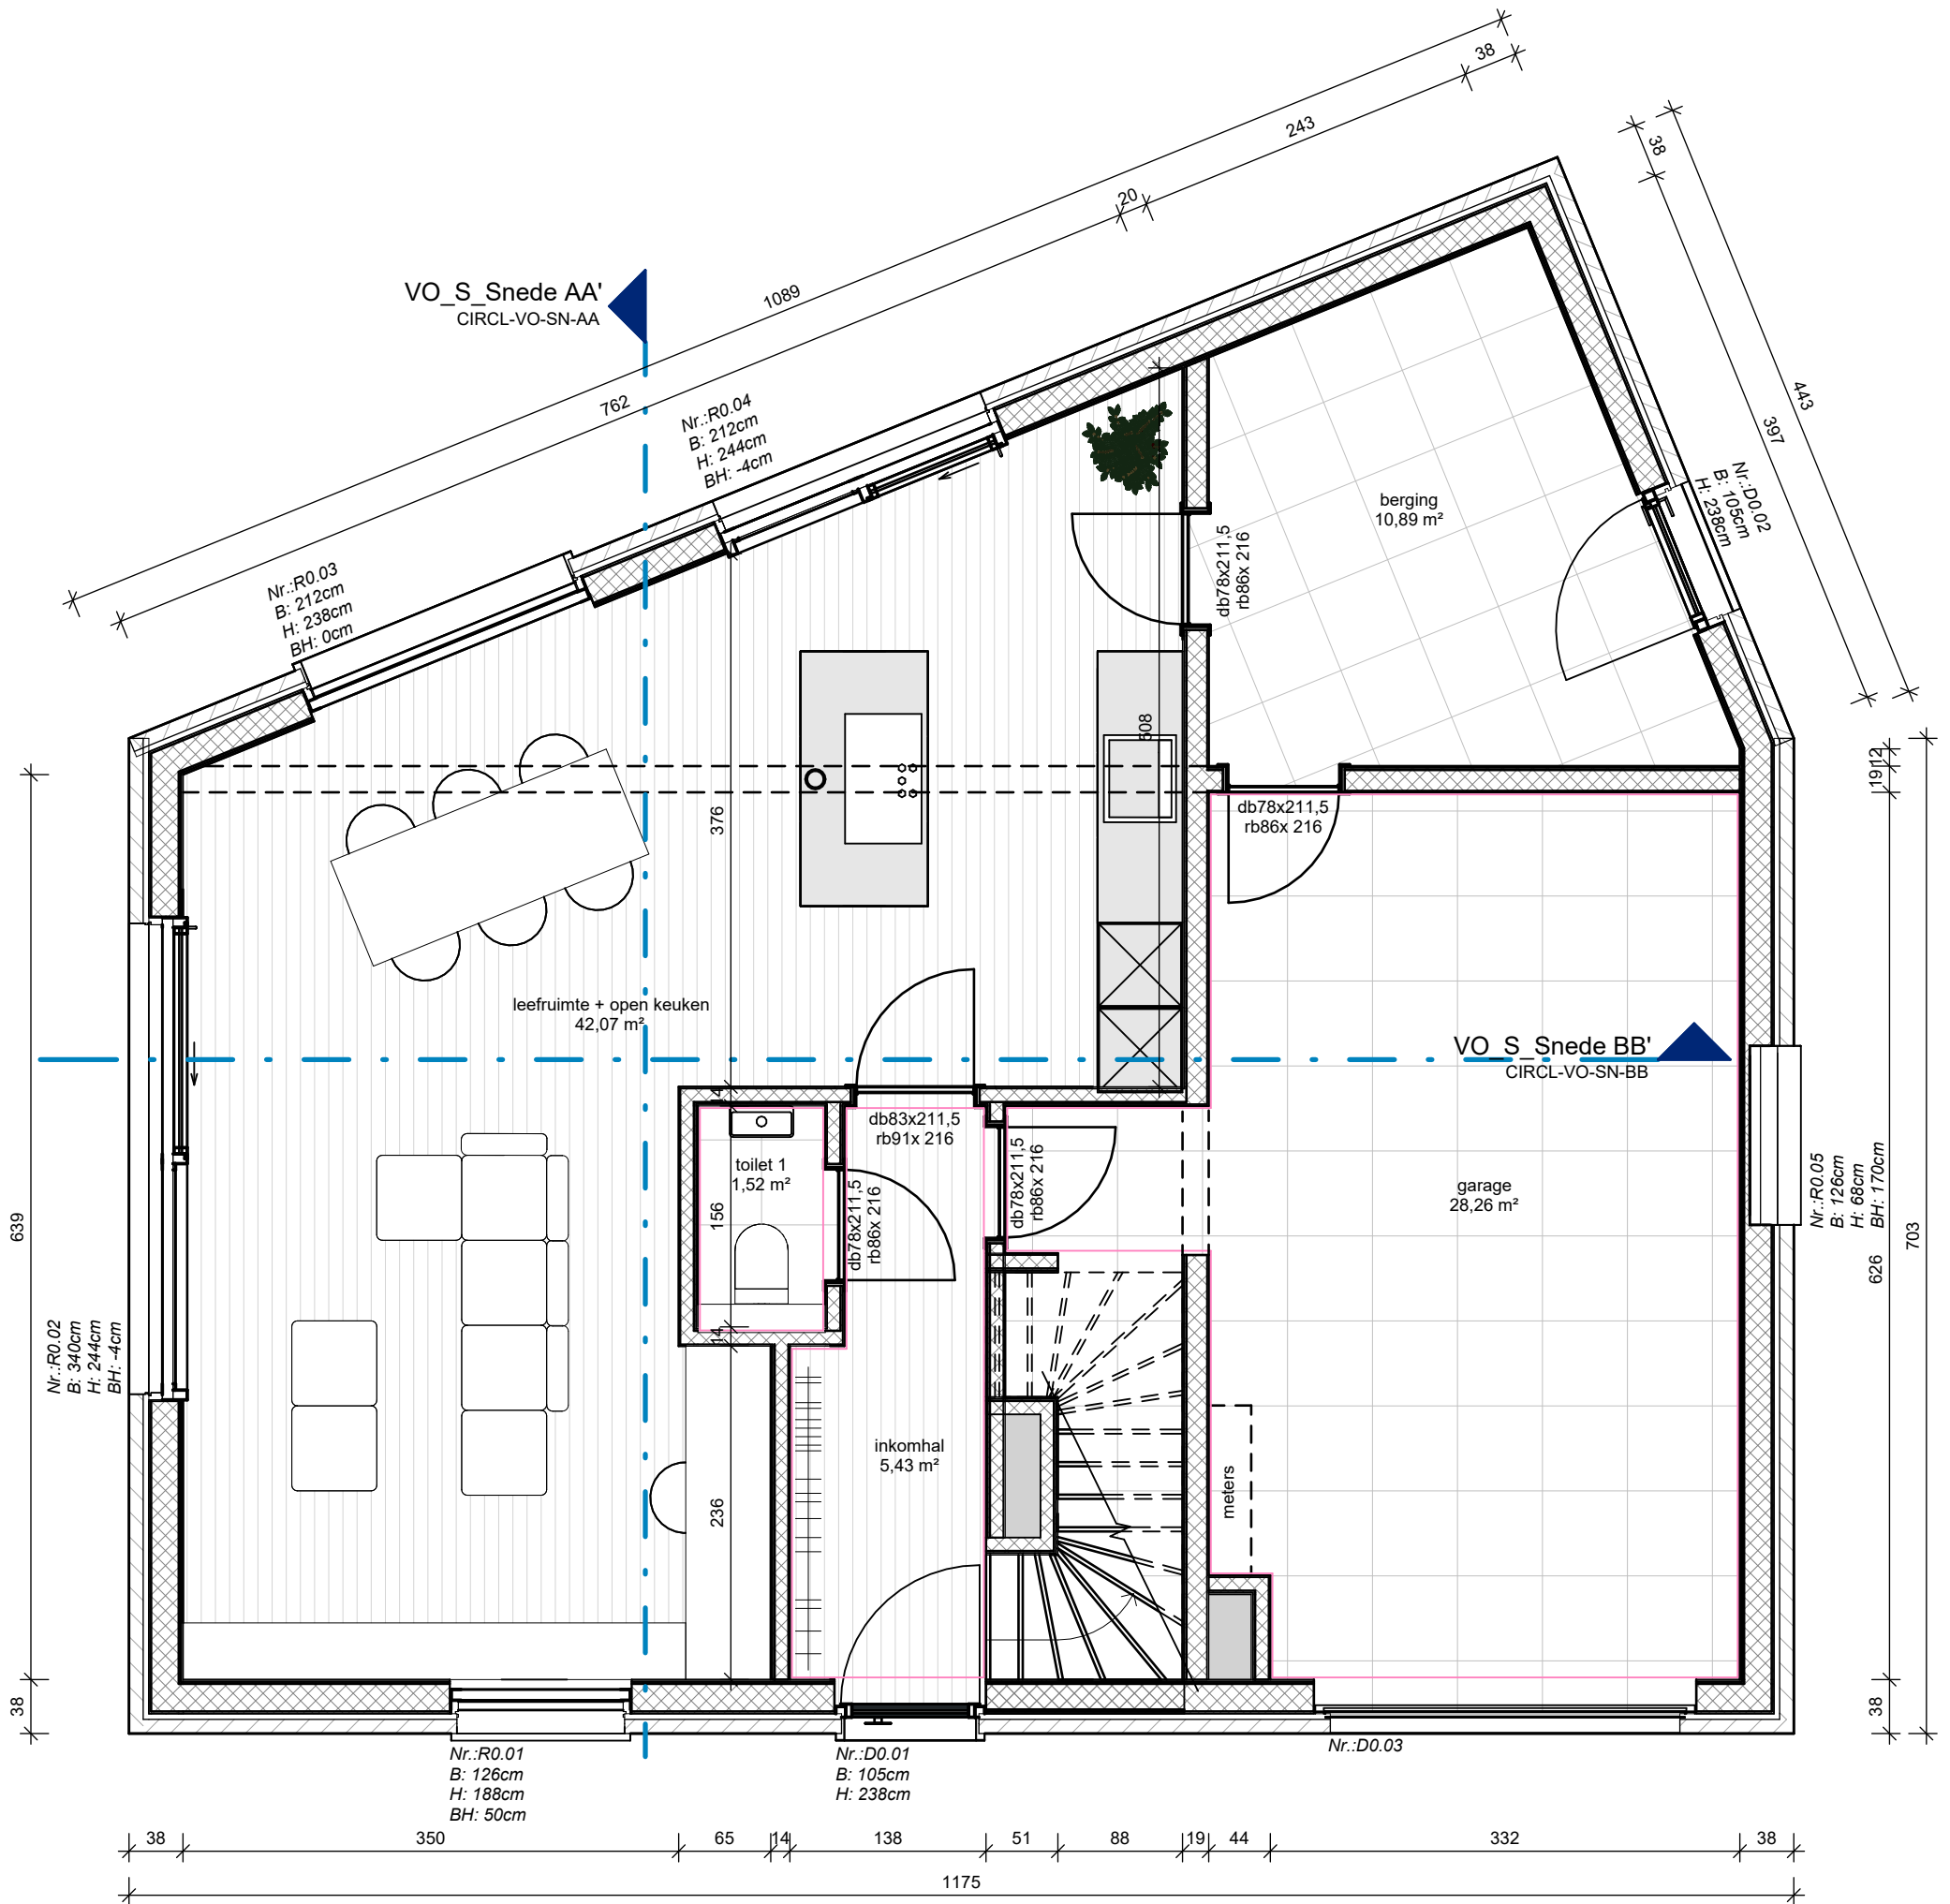 38
243
38
20
VO_S_Snede AA'
CIRCL-VO-SN-AA
1089
762
Nr.:R0.04
B: 212cm
H: 244cm
BH: -4cm
443
397
Nr.:D0.02
B: 105cm
H: 238cm
berging
10,89 m²
db78x211,5
rb86x 216
Nr.:R0.03
B: 212cm
H: 238cm
BH: 0cm
608
12
19
376
db78x211,5
rb86x 216
leefruimte + open keuken
42,07 m²
VO_S_Snede BB'
CIRCL-VO-SN-BB
14
db83x211,5
rb91x 216
toilet 1
1,52 m²
db78x211,5
rb86x 216
db78x211,5
rb86x 216
garage
28,26 m²
Nr.:R0.05
B: 126cm
H: 68cm
BH: 170cm
639
156
626
703
14
Nr.:R0.02
B: 340cm
H: 244cm
BH: -4cm
inkomhal
5,43 m²
meters
236
38
38
Nr.:R0.01
B: 126cm
H: 188cm
BH: 50cm
Nr.:D0.01
B: 105cm
H: 238cm
Nr.:D0.03
38 350 65 14 138 51 88 19 44 332 38
1175